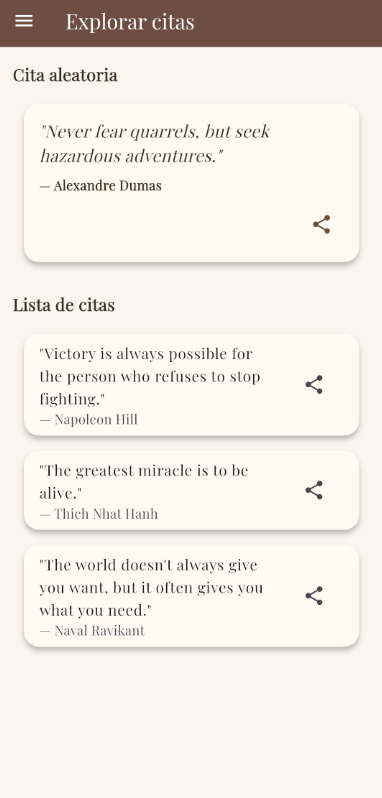 Explorar citas
Cita aleatoria
"Never fear quarrels, but seek
hazardous adventures."
— Alexandre Dumas
Lista de citas
"Victory is always possible for
the person who refuses to stop
fighting."
— Napoleon Hill
"The greatest miracle is to be
alive."
— Thich Nhat Hanh
"The world doesn't always give
you want, but it often gives you
what you need."
— Naval Ravikant